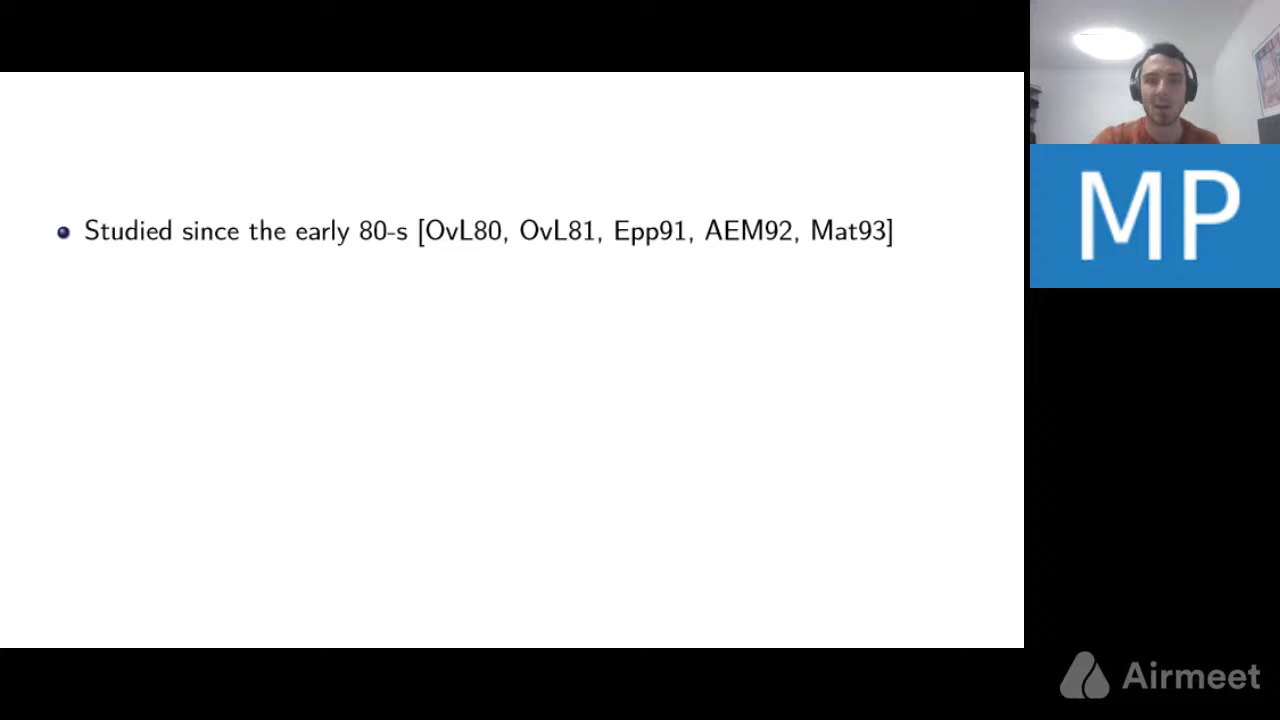 Studied since the early 80-s [OvL80, OvL81, Epp91, AEM92, Mat93]
MP
Airmeet